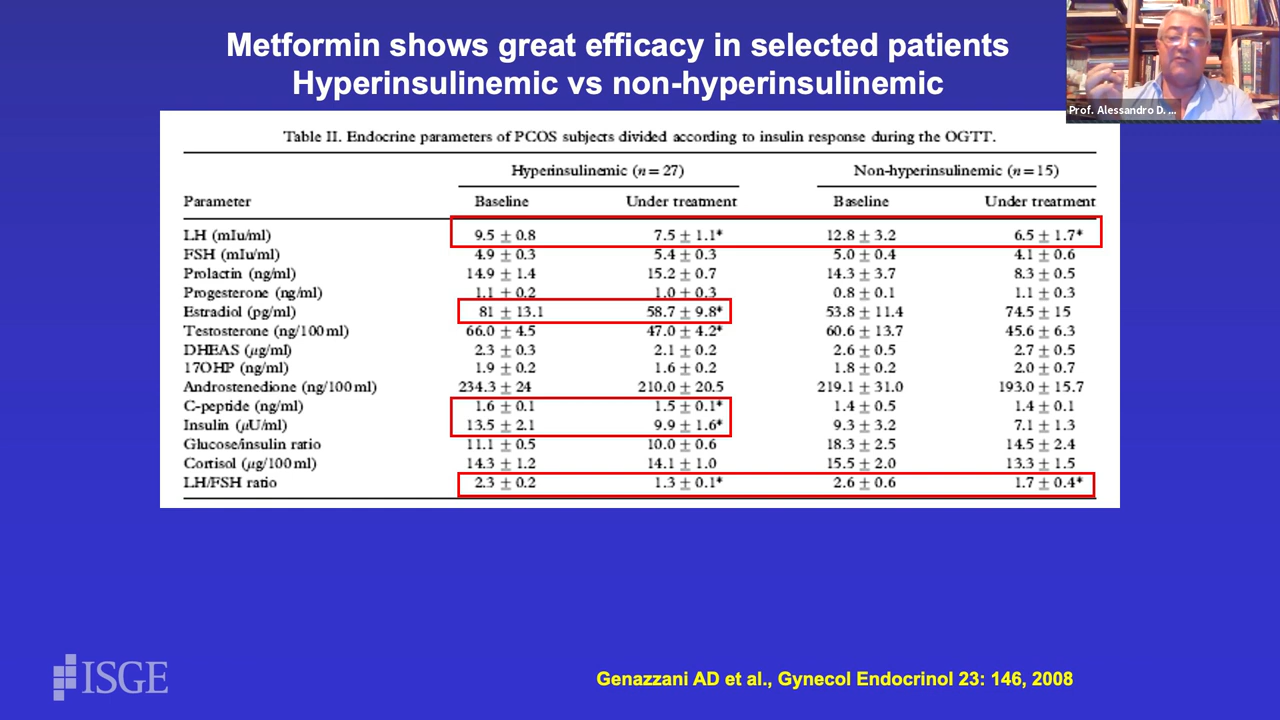 Metformin shows great efficacy in selected patients
Hyperinsulinemic vs non-hyperinsulinemic
Prof. Alessandro D. ...
Table II. Endocrine parameters of PCOS subjects divided according to insulin response during the OGTT.
Hyperinsulinemic (n = 27) Non-hyperinsulinemic (n = 15)
Parameter Baseline Under treatment Baseline Under treatment
LH (mIu/ml) 9.5 ± 0.8 7.5 ± 1.1* 12.8 ± 3.2 6.5 ± 1.7*
FSH (mIu/ml) 4.9 ± 0.3 5.4 ± 0.3 5.0 ± 0.4 4.1 ± 0.6
Prolactin (ng/ml) 14.9 ± 1.4 15.2 ± 0.7 14.3 ± 3.7 8.3 ± 0.5
Progesterone (ng/ml) 1.1 ± 0.2 1.0 ± 0.3 0.8 ± 0.1 1.1 ± 0.3
Estradiol (pg/ml) 81 ± 13.1 58.7 ± 9.8* 53.8 ± 11.4 74.5 ± 15
Testosterone (ng/100 ml) 66.0 ± 4.5 47.0 ± 4.2* 60.6 ± 13.7 45.6 ± 6.3
DHEAS (μg/ml) 2.3 ± 0.3 2.1 ± 0.2 2.6 ± 0.5 2.7 ± 0.5
17OHP (ng/ml) 1.9 ± 0.2 1.6 ± 0.2 1.8 ± 0.2 2.0 ± 0.7
Androstenedione (ng/100 ml) 234.3 ± 24 210.0 ± 20.5 219.1 ± 31.0 193.0 ± 15.7
C-peptide (ng/ml) 1.6 ± 0.1 1.5 ± 0.1* 1.4 ± 0.5 1.4 ± 0.1
Insulin (μU/ml) 13.5 ± 2.1 9.9 ± 1.6* 9.3 ± 3.2 7.1 ± 1.3
Glucose/insulin ratio 11.1 ± 0.5 10.0 ± 0.6 18.3 ± 2.5 14.5 ± 2.4
Cortisol (μg/100 ml) 14.3 ± 1.2 14.1 ± 1.0 15.5 ± 2.0 13.3 ± 1.5
LH/FSH ratio 2.3 ± 0.2 1.3 ± 0.1* 2.6 ± 0.6 1.7 ± 0.4*
ISGE
Genazzani AD et al., Gynecol Endocrinol 23: 146, 2008